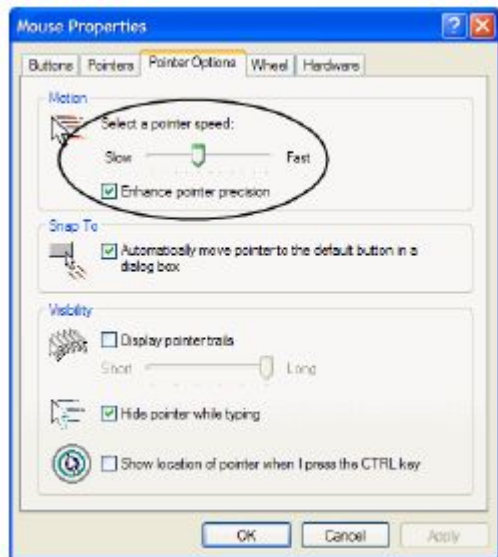 Mouse Properties
Buttons Pointers Pointer Options Wheel Hardware
Motion
Select a pointer speed:
Slow Fast
Enhance pointer precision
Snap To
Automatically move pointer to the default button in a
dialog box
Visibility
Display pointer trails
Short Long
Hide pointer while typing
Show location of pointer when I press the CTRL key
OK Cancel Apply